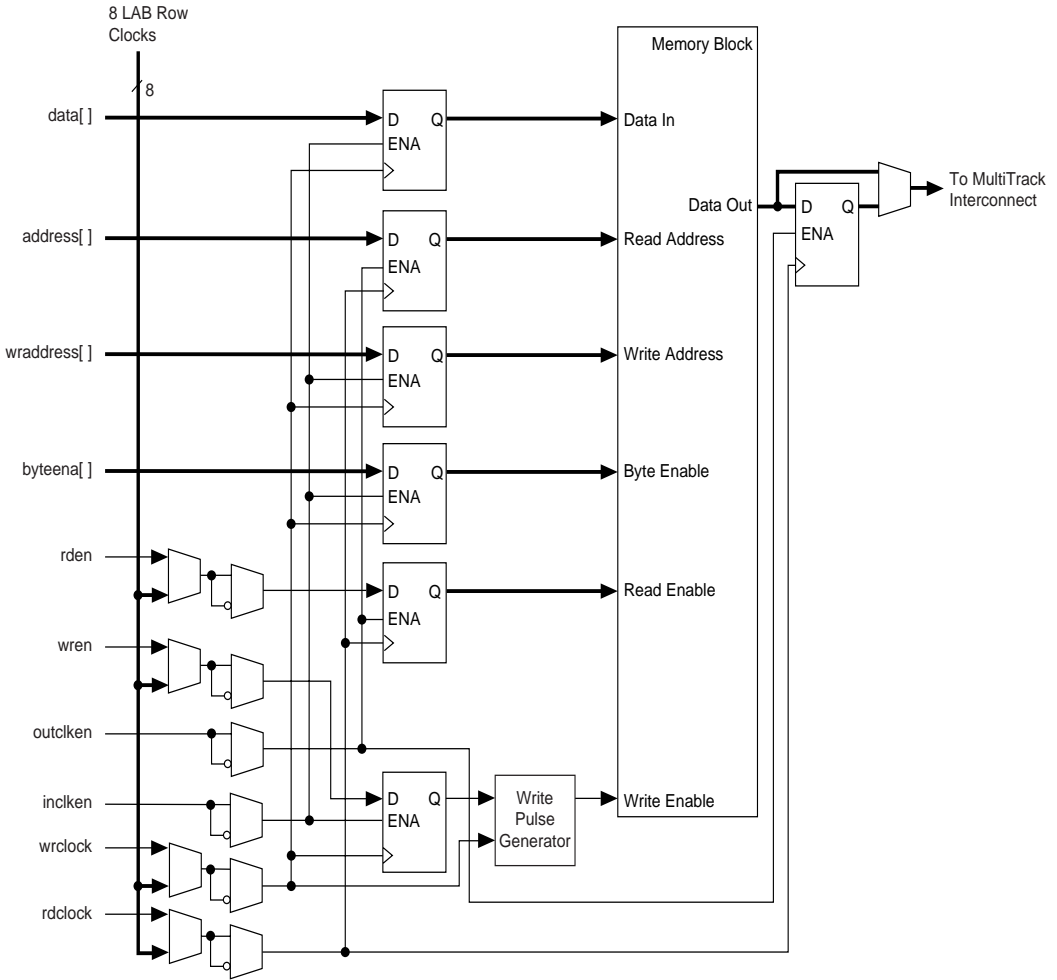 8 LAB Row
Clocks
8
Memory Block
data[ ]
D Q
ENA
Data In
To MultiTrack
Interconnect
Data Out
D Q
ENA
address[ ]
D Q
ENA
Read Address
wraddress[ ]
D Q
ENA
Write Address
byteena[ ]
D Q
ENA
Byte Enable
rden
D Q
ENA
Read Enable
wren
outclken
inclken
D Q
ENA
Write
Pulse
Generator
Write Enable
wrclock
rdclock